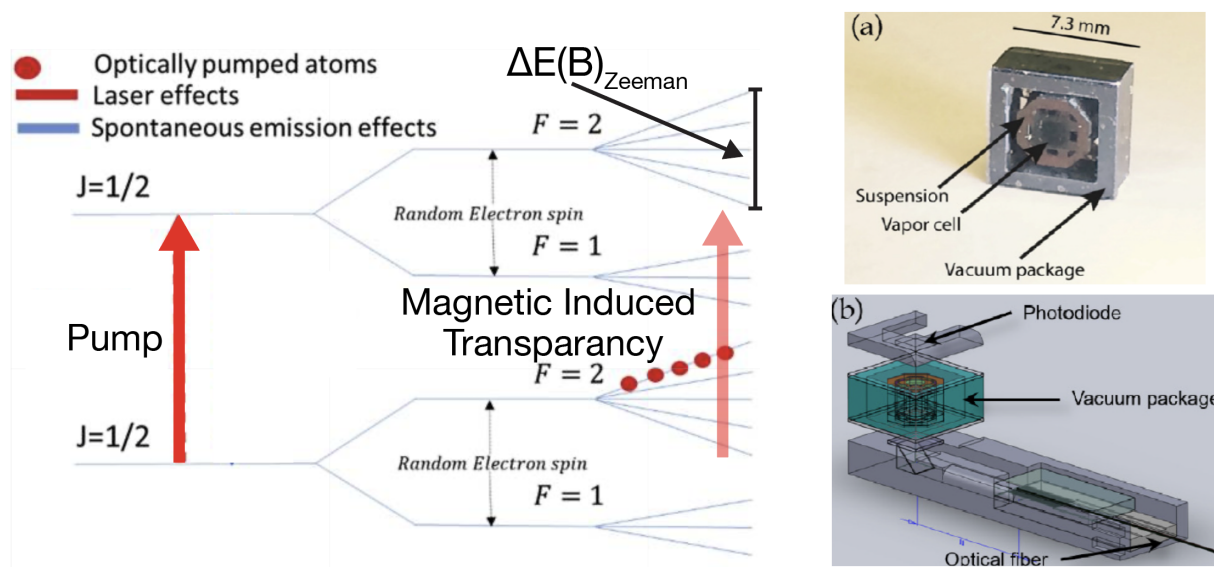 Optically pumped atoms
Laser effects
Spontaneous emission effects
ΔE(B)Zeeman
F = 2
J=1/2
Random Electron spin
F = 1
Pump
Magnetic Induced
Transparancy
F = 2
J=1/2
Random Electron spin
F = 1
(a)
7.3 mm
Suspension
Vapor cell
Vacuum package
(b)
Photodiode
Vacuum package
Optical fiber